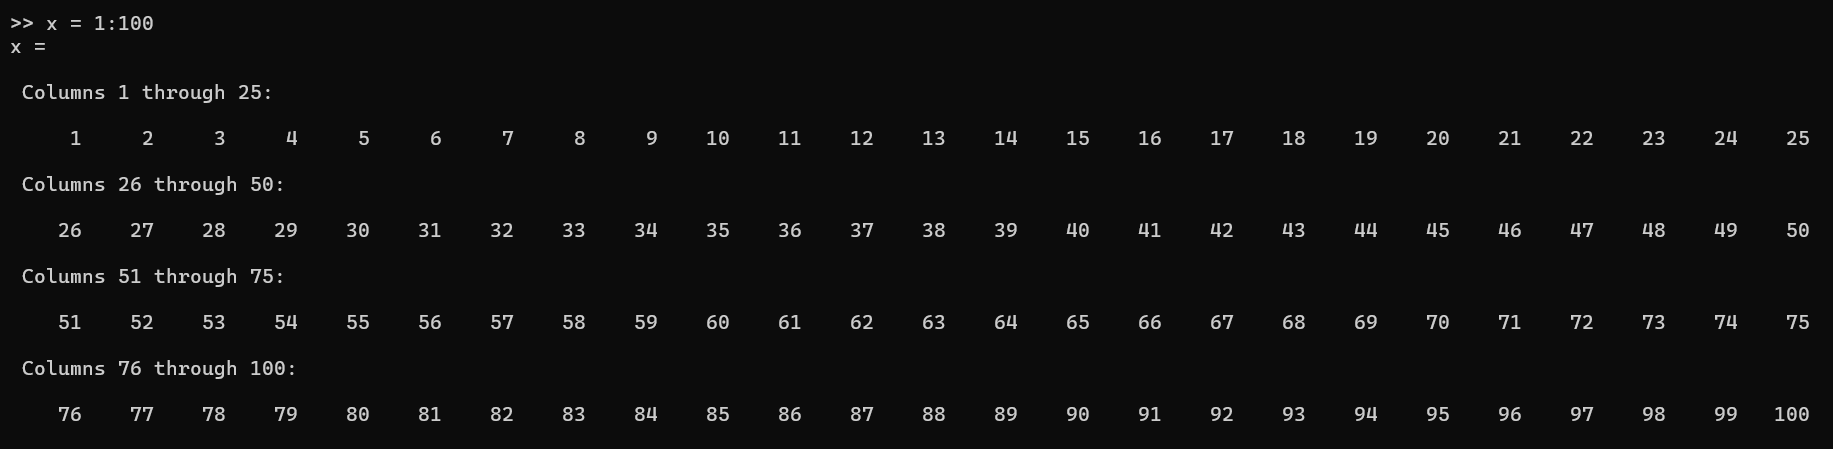 >> x = 1:100
x =
Columns 1 through 25:
1 2 3 4 5 6 7 8 9 10 11 12 13 14 15 16 17 18 19 20 21 22 23 24 25
Columns 26 through 50:
26 27 28 29 30 31 32 33 34 35 36 37 38 39 40 41 42 43 44 45 46 47 48 49 50
Columns 51 through 75:
51 52 53 54 55 56 57 58 59 60 61 62 63 64 65 66 67 68 69 70 71 72 73 74 75
Columns 76 through 100:
76 77 78 79 80 81 82 83 84 85 86 87 88 89 90 91 92 93 94 95 96 97 98 99 100